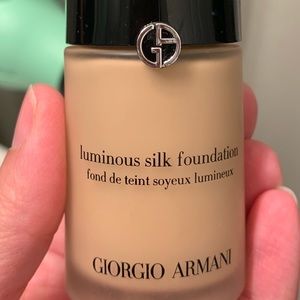 luminous silk foundation
fond de teint soyeux lumineux
GIORGIO ARMANI